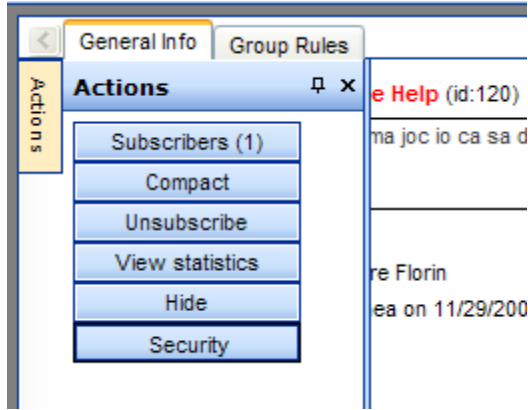 General Info Group Rules
Actions
Actions
e Help (id:120)
Subscribers (1)
ma joc io ca sa d
Compact
Unsubscribe
View statistics
re Florin
Hide
ea on 11/29/200
Security